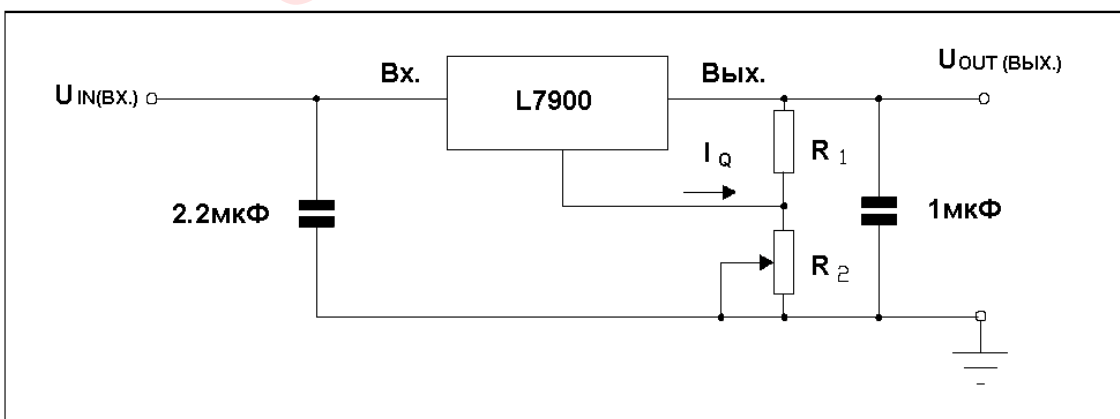 U IN(ВХ.)
Вх.
L7900
Вых.
U OUT (ВЫХ.)
I Q
R 1
2.2мкФ
1мкФ
R 2